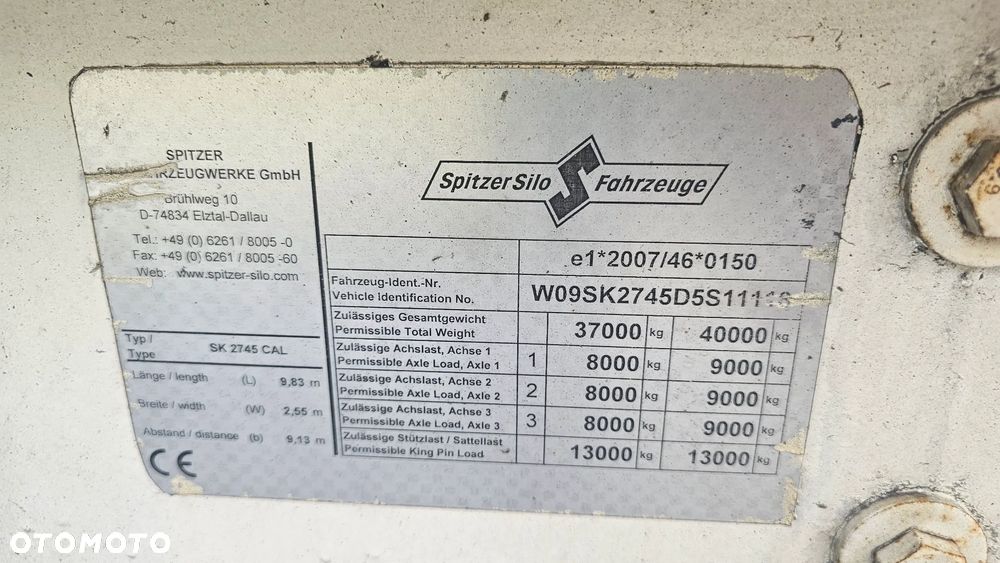 SPITZER
FAHRZEUGWERKE GmbH
Brühlweg 10
D-74834 Elztal-Dallau
Tel.: +49 (0) 6261 / 8005 -0
Fax: +49 (0) 6261 / 8005 -60
Web: www.spitzer-silo.com
Typ /
Type SK 2745 CAL
Länge / length (L) 9,83 m
Breite / width (W) 2,55 m
Abstand / distance (b) 9,13 m
CE
SpitzerSilo S Fahrzeuge
e1*2007/46*0150
Fahrzeug-Ident.-Nr.
Vehicle Identification No.
Zulässiges Gesamtgewicht
Permissible Total Weight 37000 kg 40000 kg
Zulässige Achslast, Achse 1
Permissible Axle Load, Axle 1 1 8000 kg 9000 kg
Zulässige Achslast, Achse 2
Permissible Axle Load, Axle 2 2 8000 kg 9000 kg
Zulässige Achslast, Achse 3
Permissible Axle Load, Axle 3 3 8000 kg 9000 kg
Zulässige Stützlast / Sattellast
Permissible King Pin Load 13000 kg 13000 kg
OTOMOTO